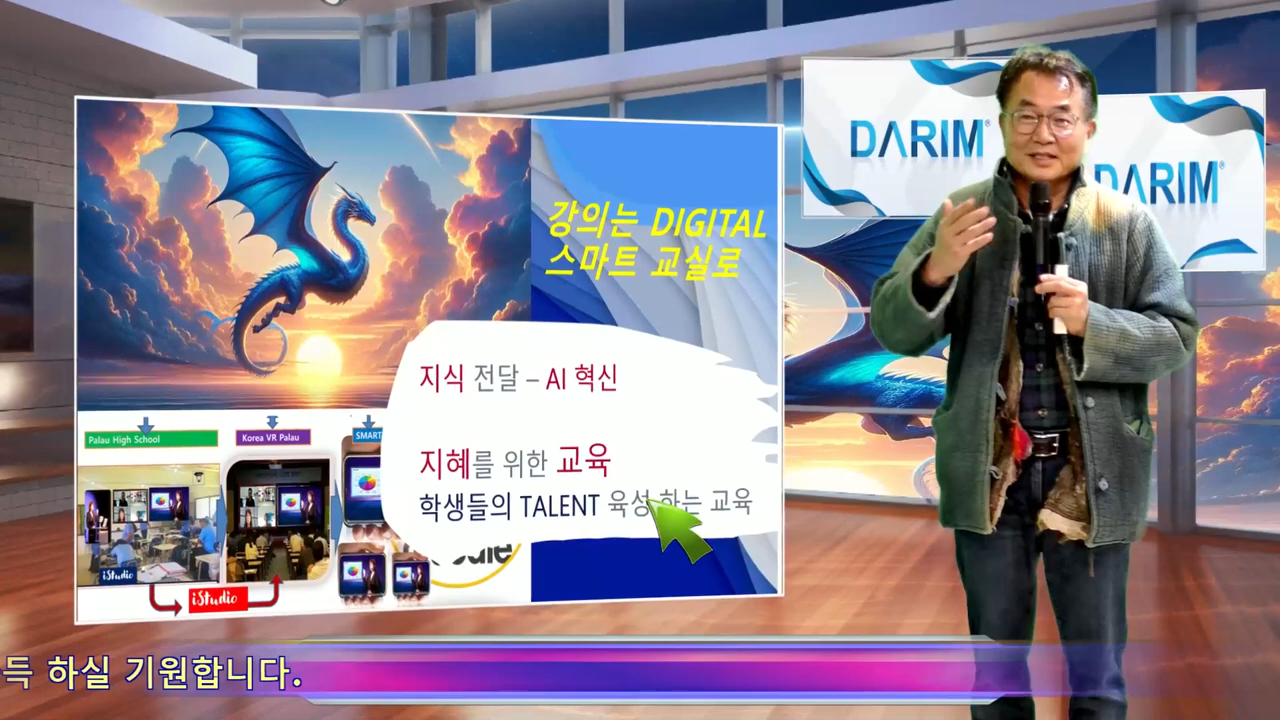 DARIM®
DARIM®
강의는 DIGITAL
스마트 교실로
지식 전달 – AI 혁신
지혜를 위한 교육
학생들의 TALENT 육성 하는 교육
Palau High School
Korea VR Palau
SMART
iStudio
iStudio
득 하실 기원합니다.